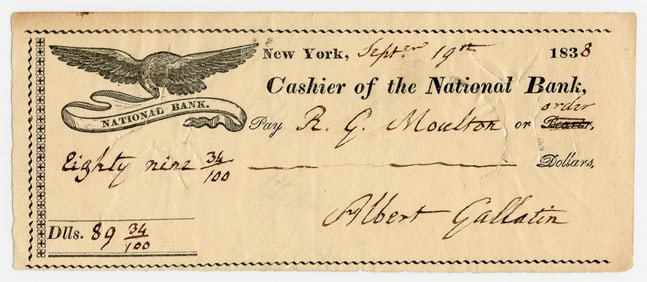 New York, Septr 19th 1838
Cashier of the National Bank,
NATIONAL BANK.
order
Pay R. G. Moulton or Bearer,
Eighty nine 34/100 Dollars,
Albert Gallatin
Dlls. 89 34/100